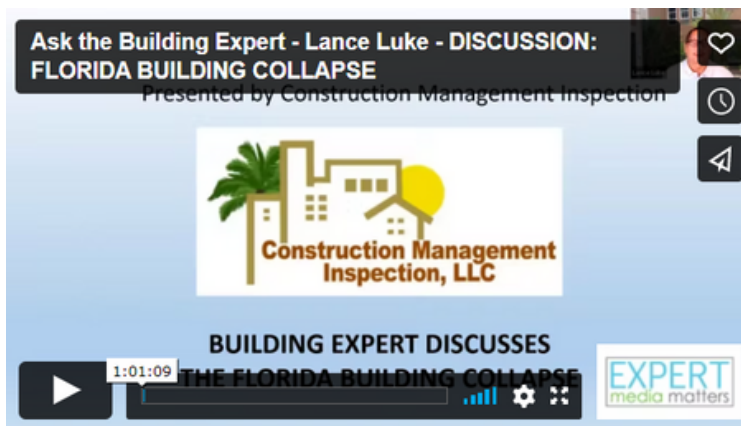 Ask the Building Expert - Lance Luke - DISCUSSION:
FLORIDA BUILDING COLLAPSE
Presented by Construction Management Inspection
Construction Management
Inspection, LLC
BUILDING EXPERT DISCUSSES
THE FLORIDA BUILDING COLLAPSE
1:01:09
EXPERT
media matters